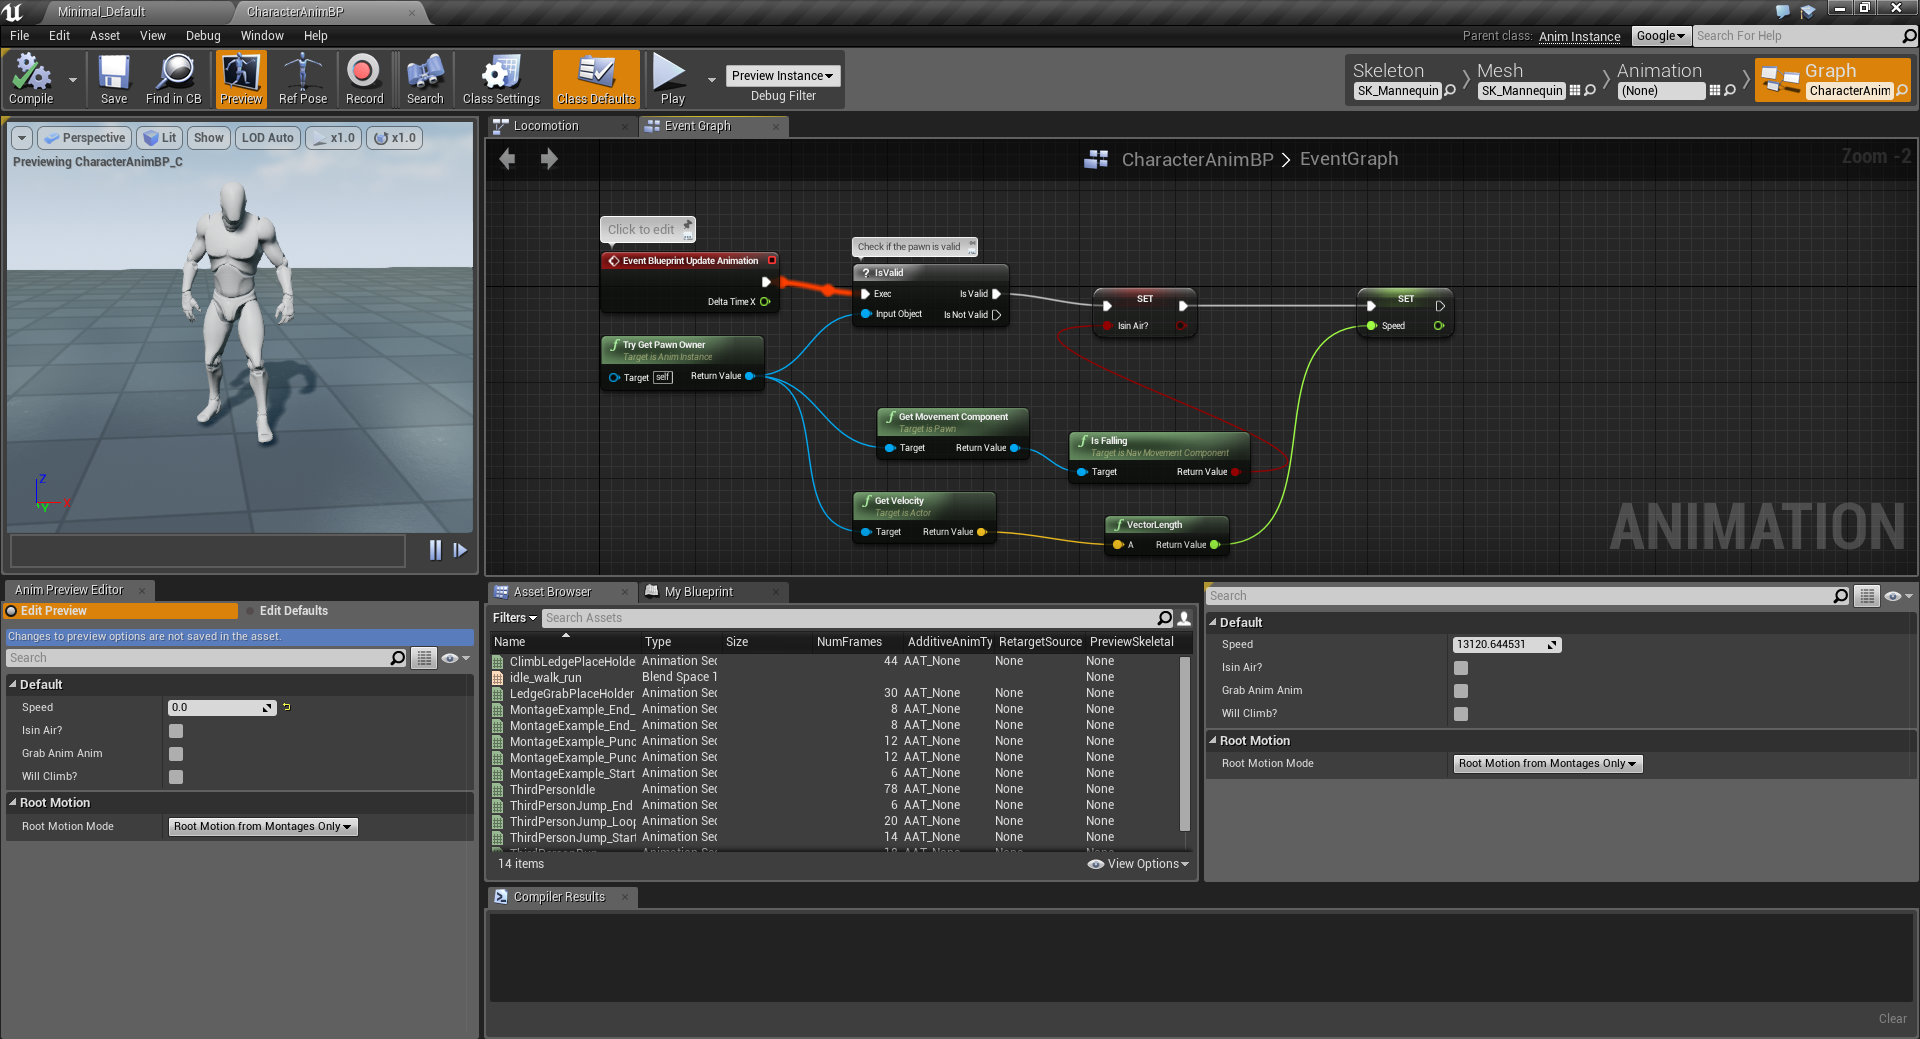 Minimal_Default
CharacterAnimBP
File Edit Asset View Debug Window Help
Parent class: Anim Instance Google Search For Help
Compile Save Find in CB Preview Ref Pose Record Search Class Settings Class Defaults Play
Preview Instance
Debug Filter
Skeleton
SK_Mannequin
Mesh
SK_Mannequin
Animation
(None)
Graph
CharacterAnim
Perspective Lit Show LOD Auto x1.0 x1.0
Previewing CharacterAnimBP_C
Z
X
Y
Locomotion
Event Graph
CharacterAnimBP > EventGraph
Zoom -2
Click to edit
Event Blueprint Update Animation
Delta Time X
Check if the pawn is valid
? IsValid
Exec Is Valid
Input Object Is Not Valid
SET
Isin Air?
SET
Speed
Try Get Pawn Owner
Target is Anim Instance
Target self Return Value
Get Movement Component
Target is Pawn
Target Return Value
Is Falling
Target is Nav Movement Component
Target Return Value
Get Velocity
Target is Actor
Target Return Value
VectorLength
A Return Value
ANIMATION
Anim Preview Editor
Edit Preview Edit Defaults
Changes to preview options are not saved in the asset.
Search
Default
Speed 0.0
Isin Air?
Grab Anim Anim
Will Climb?
Root Motion
Root Motion Mode Root Motion from Montages Only
Asset Browser
My Blueprint
Filters Search Assets
Name Type Size NumFrames AdditiveAnimTy RetargetSource PreviewSkeletal
ClimbLedgePlaceHolde Animation Sec 44 AAT_None None None
idle_walk_run Blend Space 1 None
LedgeGrabPlaceHolder Animation Sec 30 AAT_None None None
MontageExample_End_ Animation Sec 8 AAT_None None None
MontageExample_End_ Animation Sec 8 AAT_None None None
MontageExample_Punc Animation Sec 12 AAT_None None None
MontageExample_Punc Animation Sec 12 AAT_None None None
MontageExample_Start Animation Sec 6 AAT_None None None
ThirdPersonIdle Animation Sec 78 AAT_None None None
ThirdPersonJump_End Animation Sec 6 AAT_None None None
ThirdPersonJump_Loop Animation Sec 20 AAT_None None None
ThirdPersonJump_Start Animation Sec 14 AAT_None None None
14 items
View Options
Search
Default
Speed 13120.644531
Isin Air?
Grab Anim Anim
Will Climb?
Root Motion
Root Motion Mode Root Motion from Montages Only
Compiler Results
Clear